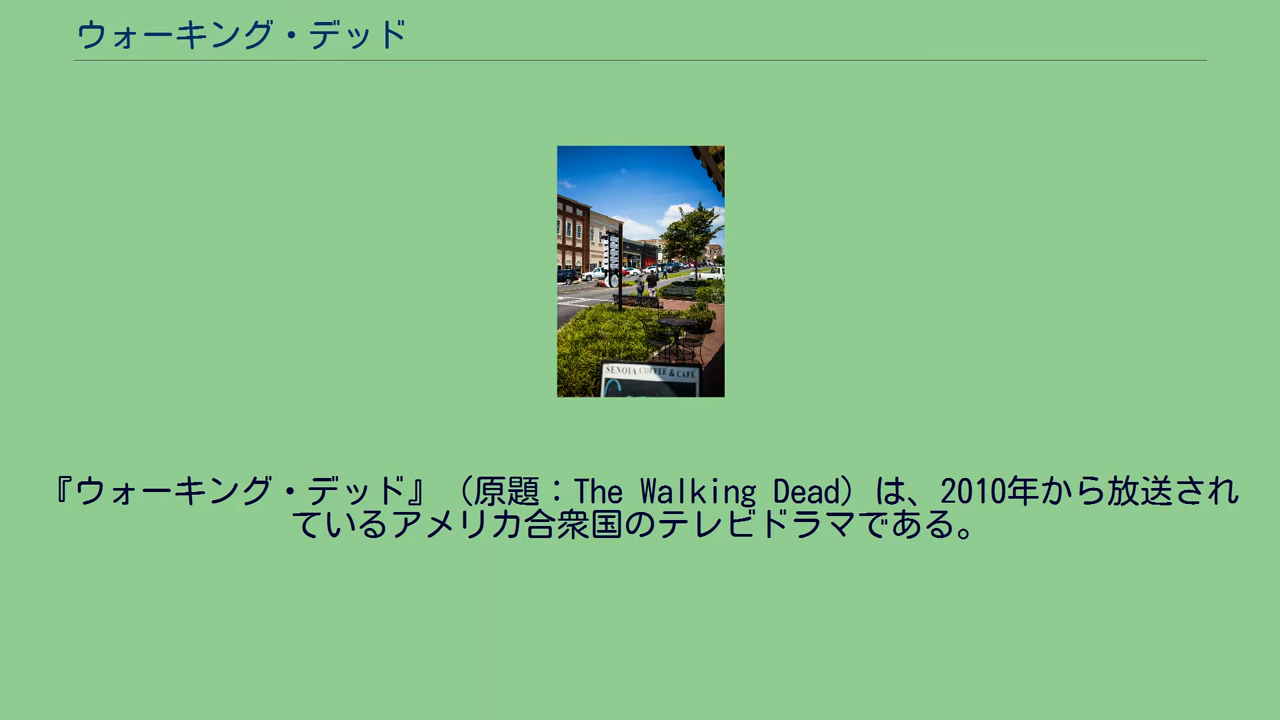 ウォーキング・デッド
SENOIA COFFEE & CAFÉ
『ウォーキング・デッド』（原題：The Walking Dead）は、2010年から放送され
ているアメリカ合衆国のテレビドラマである。